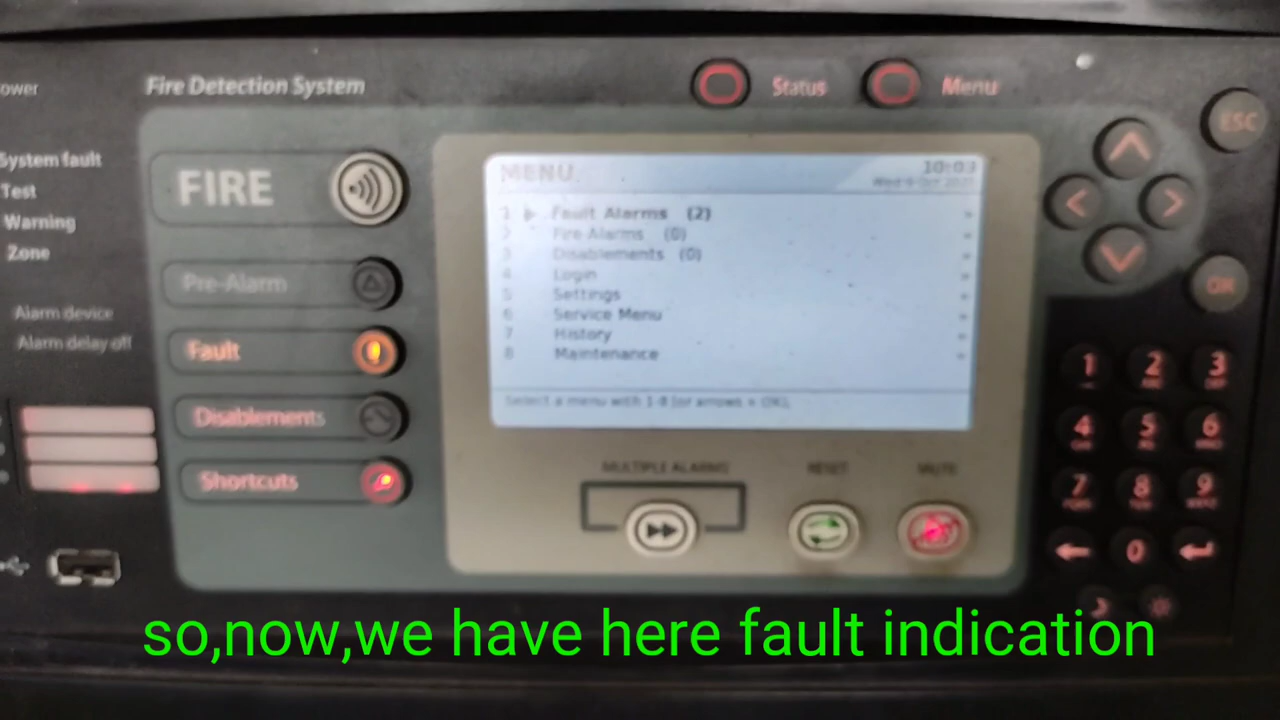 ower
Fire Detection System
Status
Menu
ESC
System fault
Test
Warning
Zone
Alarm device
Alarm delay off
FIRE
Pre-Alarm
Fault
Disablements
Shortcuts
MENU
10:03
1 Fault Alarms (2)
2 Fire Alarms (0)
3 Disablements (0)
4 Login
5 Settings
6 Service Menu
7 History
8 Maintenance
Select a menu with 1-8 (or arrows + OK).
MULTIPLE ALARMS
RESET
MUTE
OK
1 2 3
4 5 6
7 8 9
0
so,now,we have here fault indication